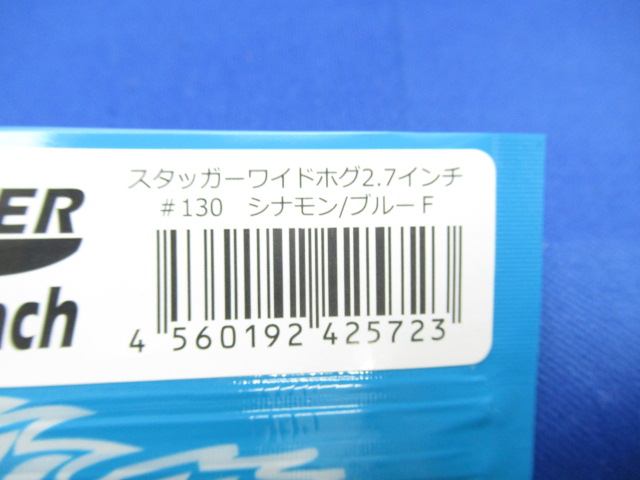 スタッガーワイドホグ2.7インチ
#130 シナモン/ブルーF
4 560192 425723